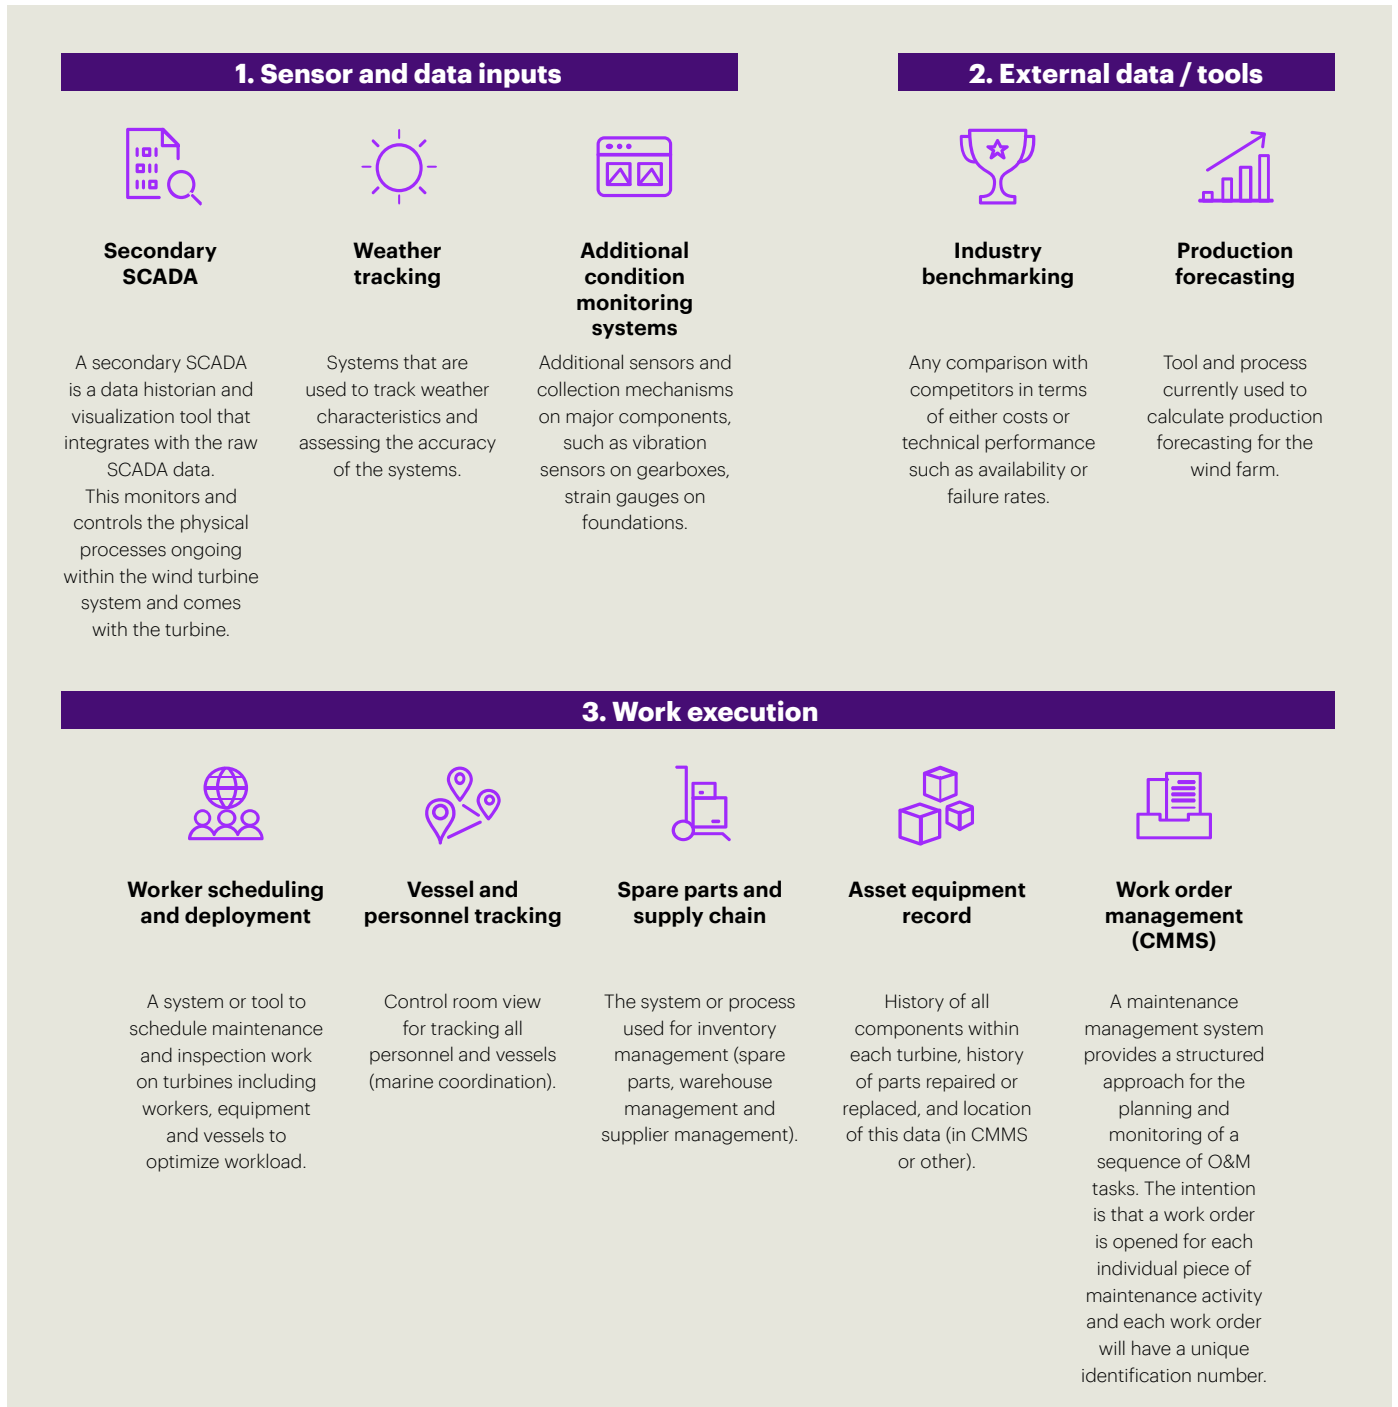 1. Sensor and data inputs
Secondary
SCADA
A secondary SCADA
is a data historian and
visualization tool that
integrates with the raw
SCADA data.
This monitors and
controls the physical
processes ongoing
within the wind turbine
system and comes
with the turbine.
Weather
tracking
Systems that are
used to track weather
characteristics and
assessing the accuracy
of the systems.
Additional
condition
monitoring
systems
Additional sensors and
collection mechanisms
on major components,
such as vibration
sensors on gearboxes,
strain gauges on
foundations.
2. External data / tools
Industry
benchmarking
Any comparison with
competitors in terms
of either costs or
technical performance
such as availability or
failure rates.
Production
forecasting
Tool and process
currently used to
calculate production
forecasting for the
wind farm.
3. Work execution
Worker scheduling
and deployment
A system or tool to
schedule maintenance
and inspection work
on turbines including
workers, equipment
and vessels to
optimize workload.
Vessel and
personnel tracking
Control room view
for tracking all
personnel and vessels
(marine coordination).
Spare parts and
supply chain
The system or process
used for inventory
management (spare
parts, warehouse
management and
supplier management).
Asset equipment
record
History of all
components within
each turbine, history
of parts repaired or
replaced, and location
of this data (in CMMS
or other).
Work order
management
(CMMS)
A maintenance
management system
provides a structured
approach for the
planning and
monitoring of a
sequence of O&M
tasks. The intention
is that a work order
is opened for each
individual piece of
maintenance activity
and each work order
will have a unique
identification number.